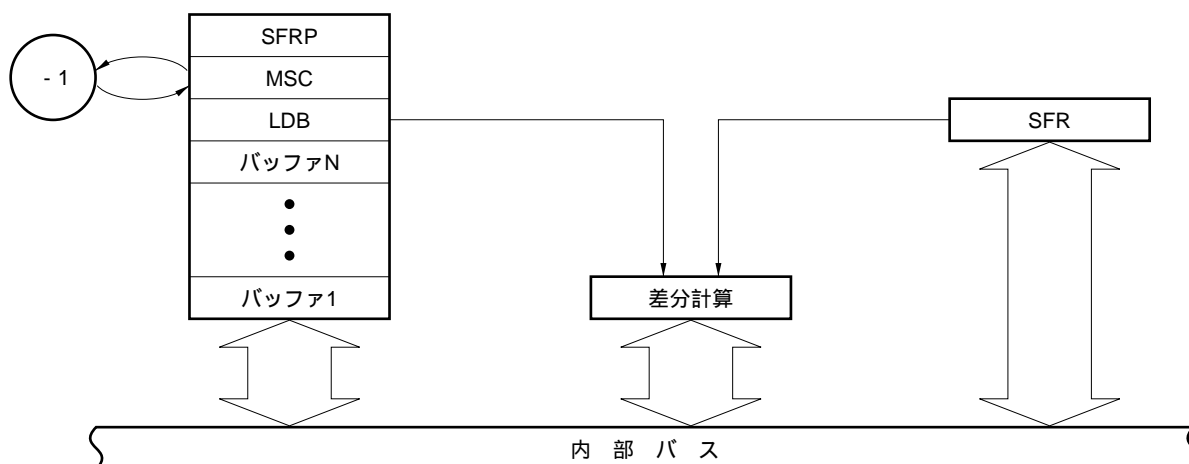 SFRP
- 1
MSC
LDB
SFR
バッファN
バッファ1
差分計算
内 部 バ ス